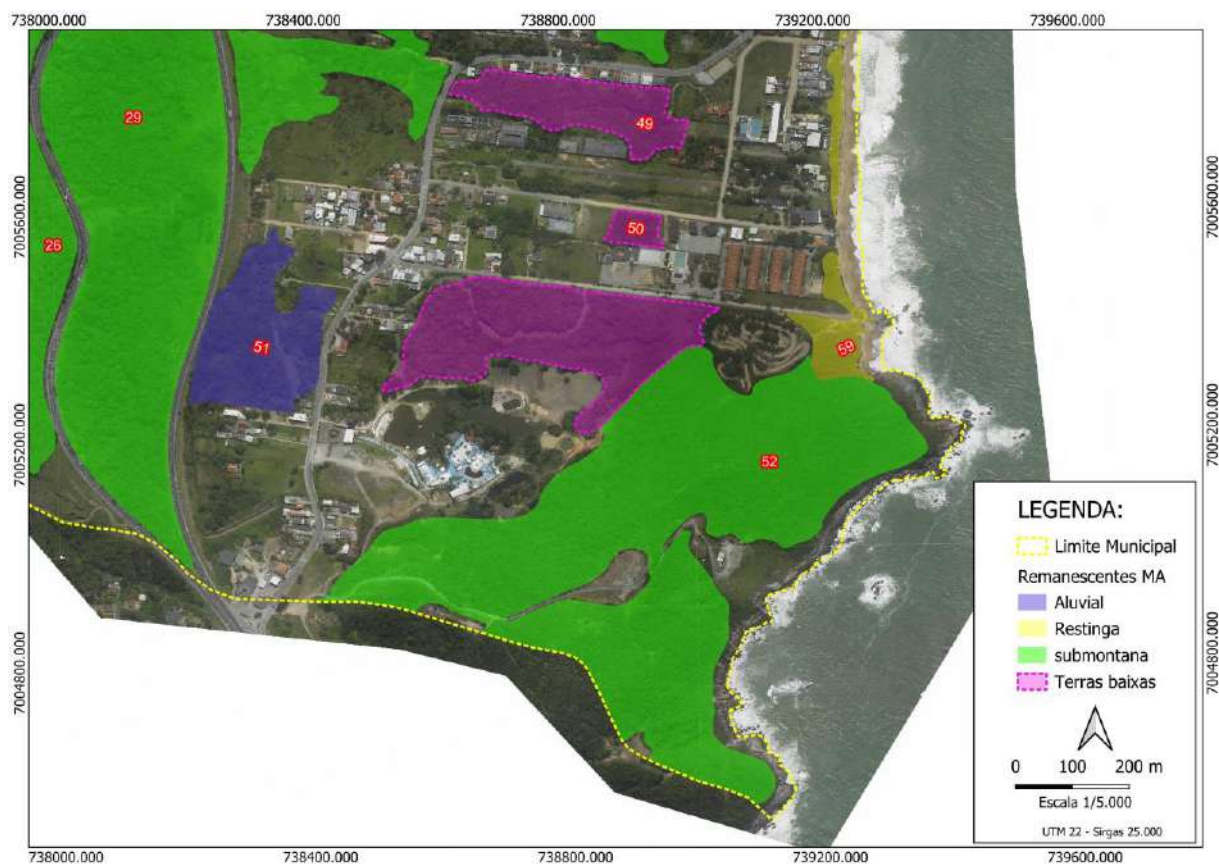 738000.000 738400.000 738800.000 739200.000 739600.000
29
49
7005600.000
7005600.000
50
26
51
59
7005200.000
7005200.000
52
LEGENDA:
Limite Municipal
Remanescentes MA
Aluvial
Restinga
submontana
Terras baixas
7004800.000
7004800.000
0 100 200 m
Escala 1/5.000
UTM 22 - Sirgas 25.000
738000.000 738400.000 738800.000 739200.000 739600.000